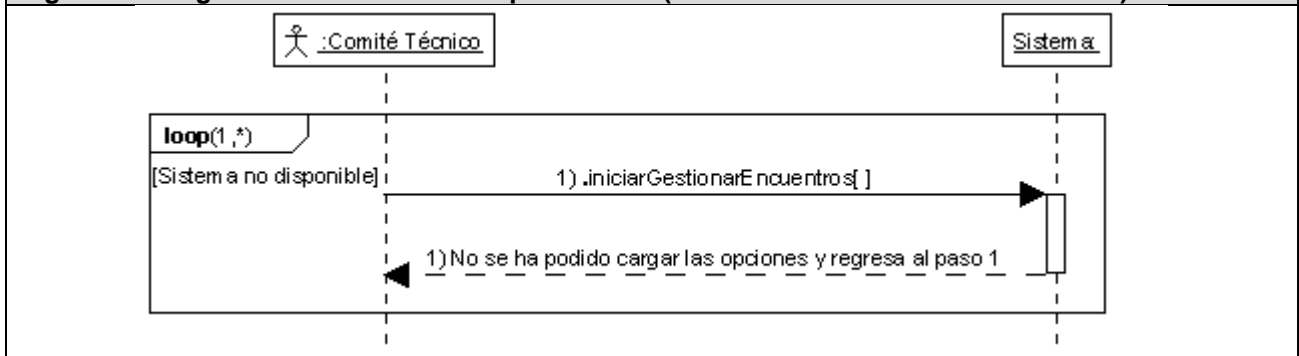 :Comité Técnico
Sistema:
loop(1,*)
[Sistema no disponible]
1) .iniciarGestionarEncuentros[ ]
1) No se ha podido cargar las opciones y regresa al paso 1